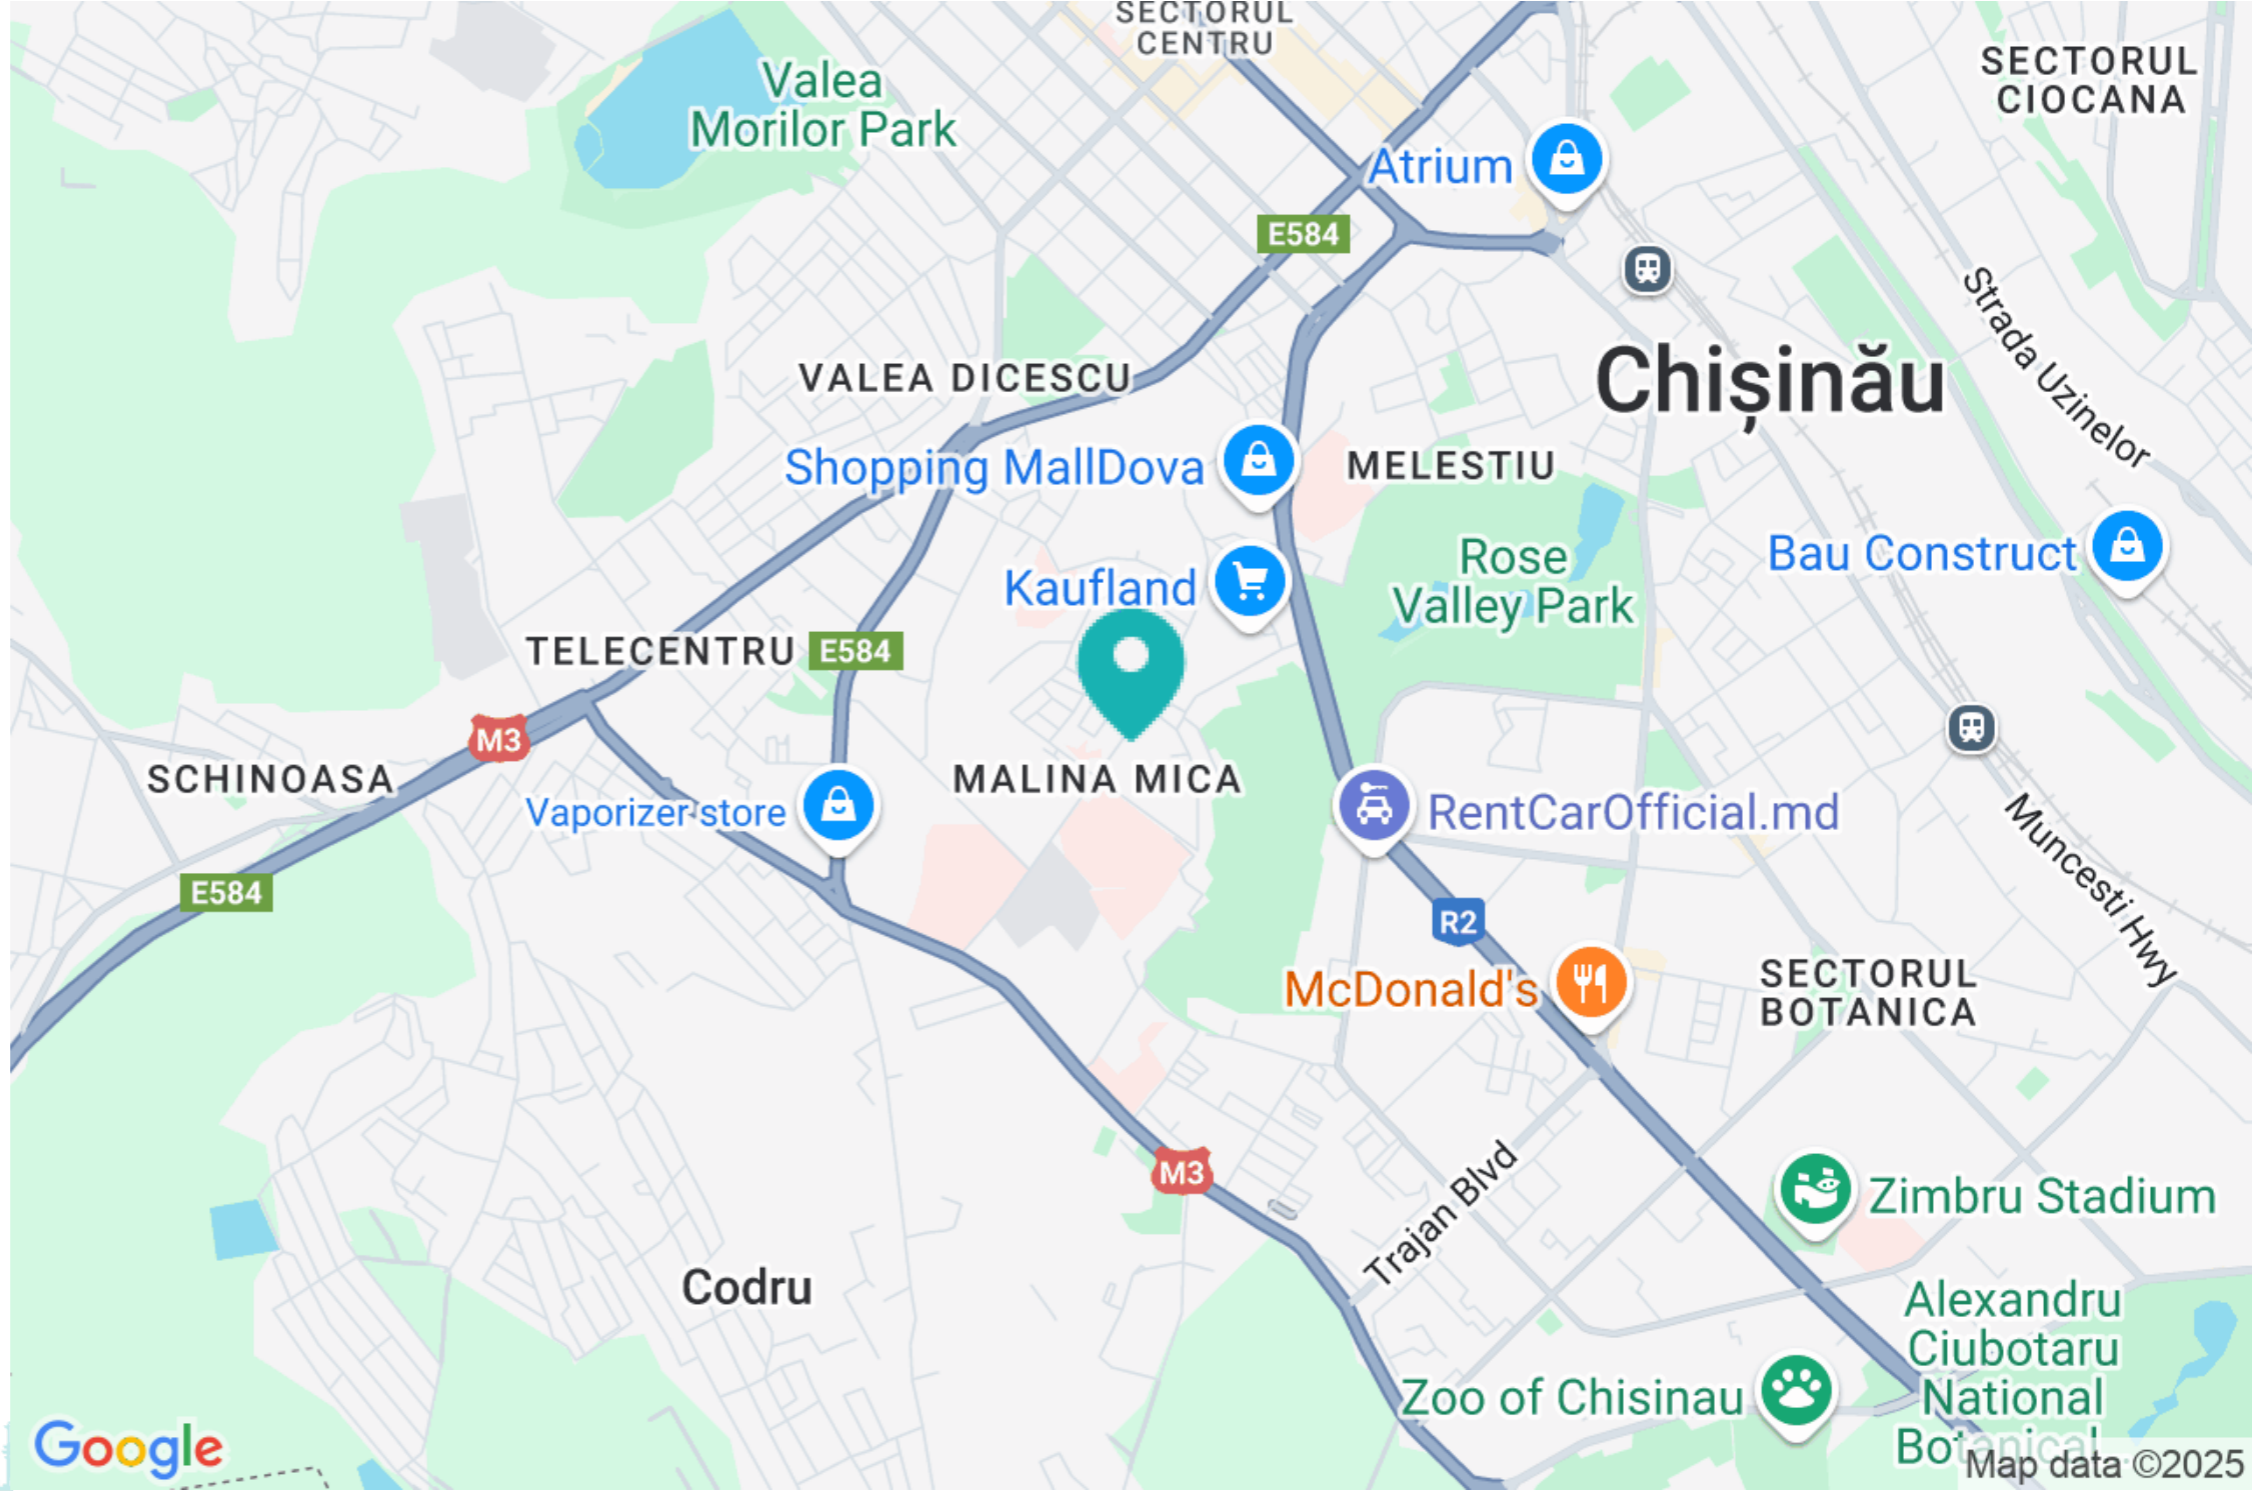 SECTORUL
CENTRU
Valea
Morilor Park
SECTORUL
CIOCANA
Atrium
E584
Strada Uzinelor
Chișinău
VALEA DICESCU
Shopping MallDova
MELESTIU
Bau Construct
Rose
Valley Park
Kaufland
TELECENTRU
E584
M3
SCHINOASA
MALINA MICA
Vaporizer store
RentCarOfficial.md
Muncesti Hwy
E584
R2
McDonald's
SECTORUL
BOTANICA
M3
Trajan Blvd
Zimbru Stadium
Codru
Alexandru
Ciubotaru
National
Botanical...
Zoo of Chisinau
Google
Map data ©2025